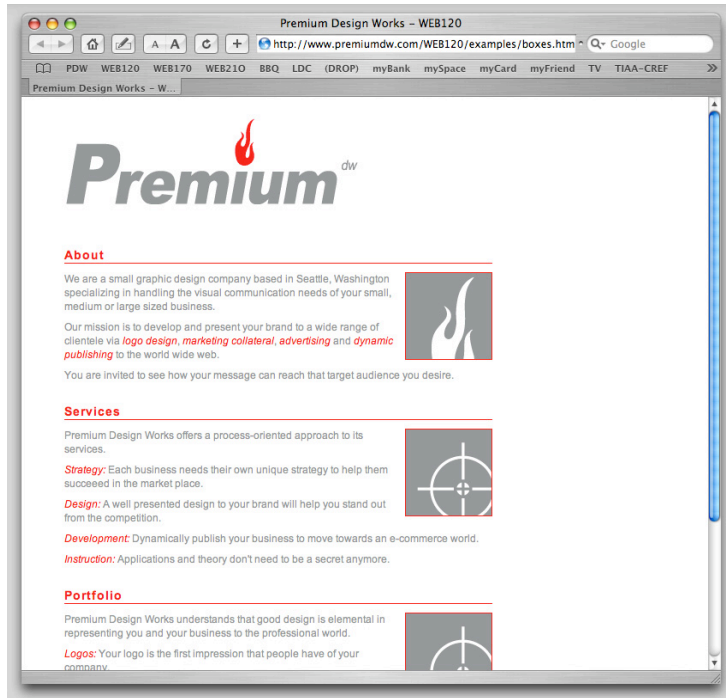 Premium Design Works – WEB120
A A
http://www.premiumdw.com/WEB120/examples/boxes.htm
Google
PDW WEB120 WEB170 WEB210 BBQ LDC (DROP) myBank mySpace myCard myFriend TV TIAA-CREF
Premium Design Works – W...
Premium dw
About
We are a small graphic design company based in Seattle, Washington
specializing in handling the visual communication needs of your small,
medium or large sized business.
Our mission is to develop and present your brand to a wide range of
clientele via logo design, marketing collateral, advertising and dynamic
publishing to the world wide web.
You are invited to see how your message can reach that target audience you desire.
Services
Premium Design Works offers a process-oriented approach to its
services.
Strategy: Each business needs their own unique strategy to help them
succeeed in the market place.
Design: A well presented design to your brand will help you stand out
from the competition.
Development: Dynamically publish your business to move towards an e-commerce world.
Instruction: Applications and theory don't need to be a secret anymore.
Portfolio
Premium Design Works understands that good design is elemental in
representing you and your business to the professional world.
Logos: Your logo is the first impression that people have of your
company.